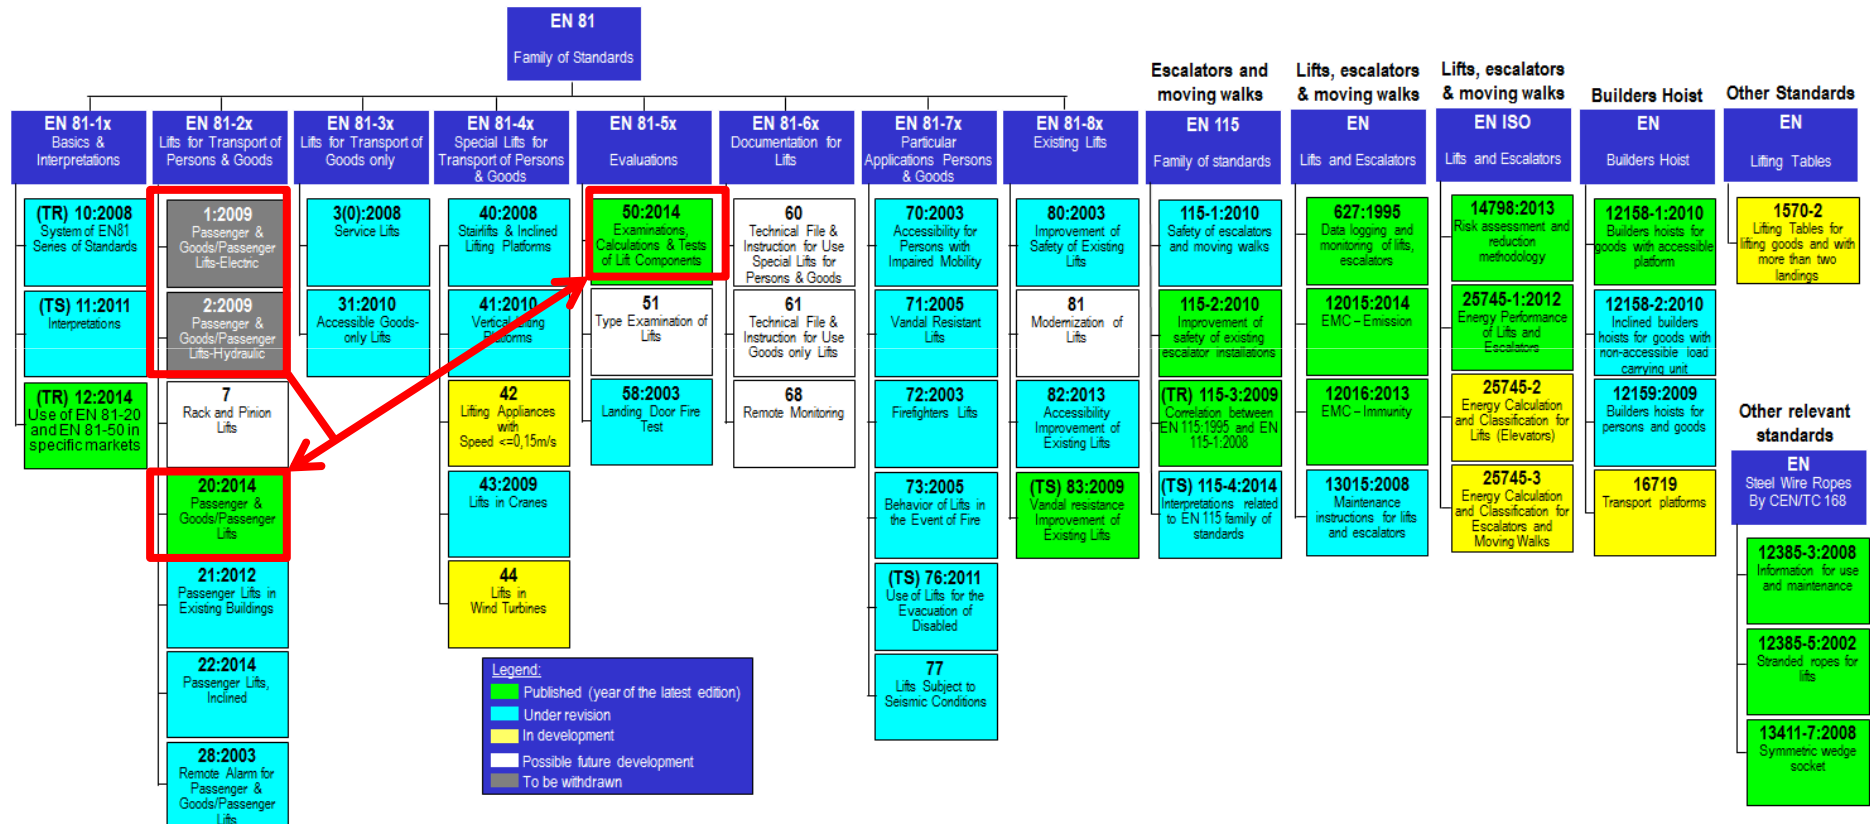 EN 81
Family of Standards
EN 81-1x
Basics &
Interpretations
(TR) 10:2008
System of EN81
Series of Standards
(TS) 11:2011
Interpretations
(TR) 12:2014
Use of EN 81-20
and EN 81-50 in
specific markets
EN 81-2x
Lifts for Transport of
Persons & Goods
1:2009
Passenger &
Goods/Passenger
Lifts-Electric
2:2009
Passenger &
Goods/Passenger
Lifts-Hydraulic
7
Rack and Pinion
Lifts
20:2014
Passenger &
Goods/Passenger
Lifts
21:2012
Passenger Lifts in
Existing Buildings
22:2014
Passenger Lifts,
Inclined
28:2003
Remote Alarm for
Passenger &
Goods/Passenger
Lifts
EN 81-3x
Lifts for Transport of
Goods only
3(0):2008
Service Lifts
31:2010
Accessible Goods-
only Lifts
EN 81-4x
Special Lifts for
Transport of Persons
& Goods
40:2008
Stairlifts & Inclined
Lifting Platforms
41:2010
Vertical Lifting
Platforms
42
Lifting Appliances
with
Speed <=0,15m/s
43:2009
Lifts in Cranes
44
Lifts in
Wind Turbines
EN 81-5x
Evaluations
50:2014
Examinations,
Calculations & Tests
of Lift Components
51
Type Examination of
Lifts
58:2003
Landing Door Fire
Test
EN 81-6x
Documentation for
Lifts
60
Technical File &
Instruction for Use
Special Lifts for
Persons & Goods
61
Technical File &
Instruction for Use
Goods only Lifts
68
Remote Monitoring
EN 81-7x
Particular
Applications Persons
& Goods
70:2003
Accessibility for
Persons with
Impaired Mobility
71:2005
Vandal Resistant
Lifts
72:2003
Firefighters Lifts
73:2005
Behavior of Lifts in
the Event of Fire
(TS) 76:2011
Use of Lifts for the
Evacuation of
Disabled
77
Lifts Subject to
Seismic Conditions
EN 81-8x
Existing Lifts
80:2003
Improvement of
Safety of Existing
Lifts
81
Modernization of
Lifts
82:2013
Accessibility
Improvement of
Existing Lifts
(TS) 83:2009
Vandal resistance
Improvement of
Existing Lifts
Escalators and
moving walks
EN 115
Family of standards
115-1:2010
Safety of escalators
and moving walks
115-2:2010
Improvement of
safety of existing
escalator installations
(TR) 115-3:2009
Correlation between
EN 115:1995 and EN
115-1:2008
(TS) 115-4:2014
Interpretations related
to EN 115 family of
standards
Lifts, escalators
& moving walks
EN
Lifts and Escalators
627:1995
Data logging and
monitoring of lifts,
escalators
12015:2014
EMC – Emission
12016:2013
EMC – Immunity
13015:2008
Maintenance
instructions for lifts
and escalators
Lifts, escalators
& moving walks
EN ISO
Lifts and Escalators
14798:2013
Risk assessment and
reduction
methodology
25745-1:2012
Energy Performance
of Lifts and
Escalators
25745-2
Energy Calculation
and Classification for
Lifts (Elevators)
25745-3
Energy Calculation
and Classification for
Escalators and
Moving Walks
Builders Hoist
EN
Builders Hoist
12158-1:2010
Builders hoists for
goods with accessible
platform
12158-2:2010
Inclined builders
hoists for goods with
non-accessible load
carrying unit
12159:2009
Builders hoists for
persons and goods
16719
Transport platforms
Other Standards
EN
Lifting Tables
1570-2
Lifting Tables for
lifting goods and with
more than two
landings
Other relevant
standards
EN
Steel Wire Ropes
By CEN/TC 168
12385-3:2008
Information for use
and maintenance
12385-5:2002
Stranded ropes for
lifts
13411-7:2008
Symmetric wedge
socket
Legend:
Published (year of the latest edition)
Under revision
In development
Possible future development
To be withdrawn